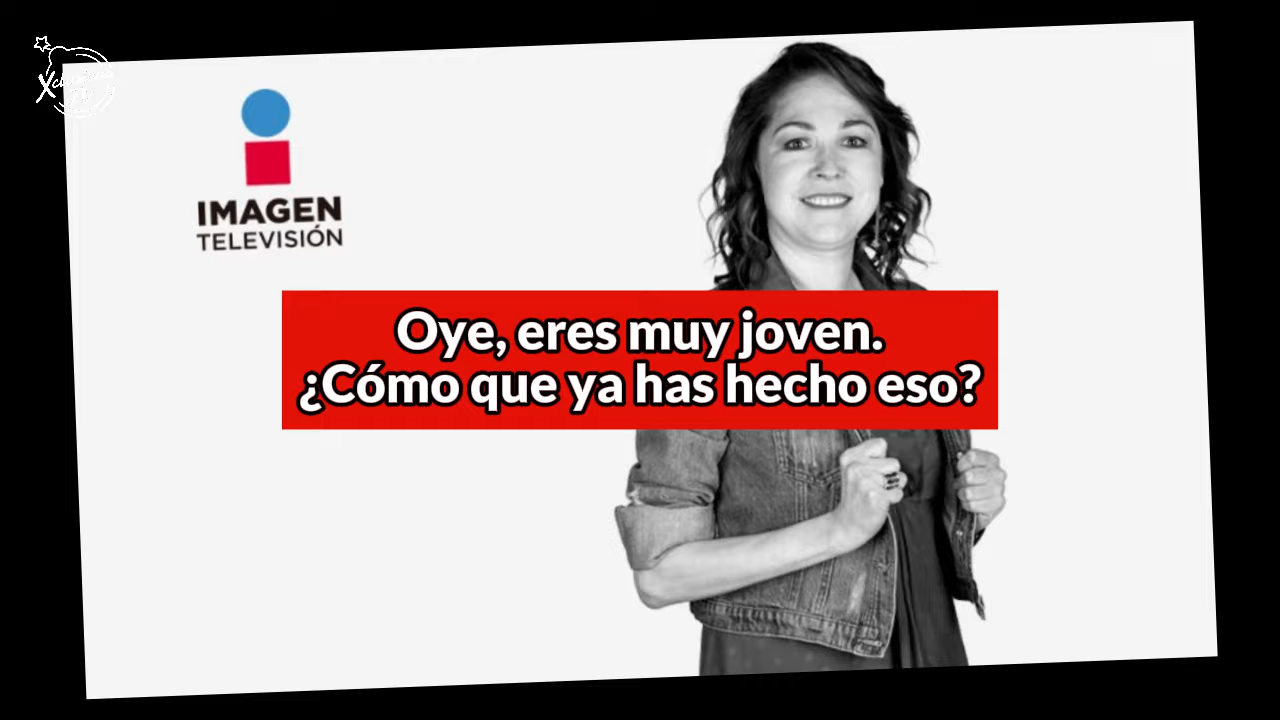 IMAGEN
TELEVISIÓN
Oye, eres muy joven.
¿Cómo que ya has hecho eso?